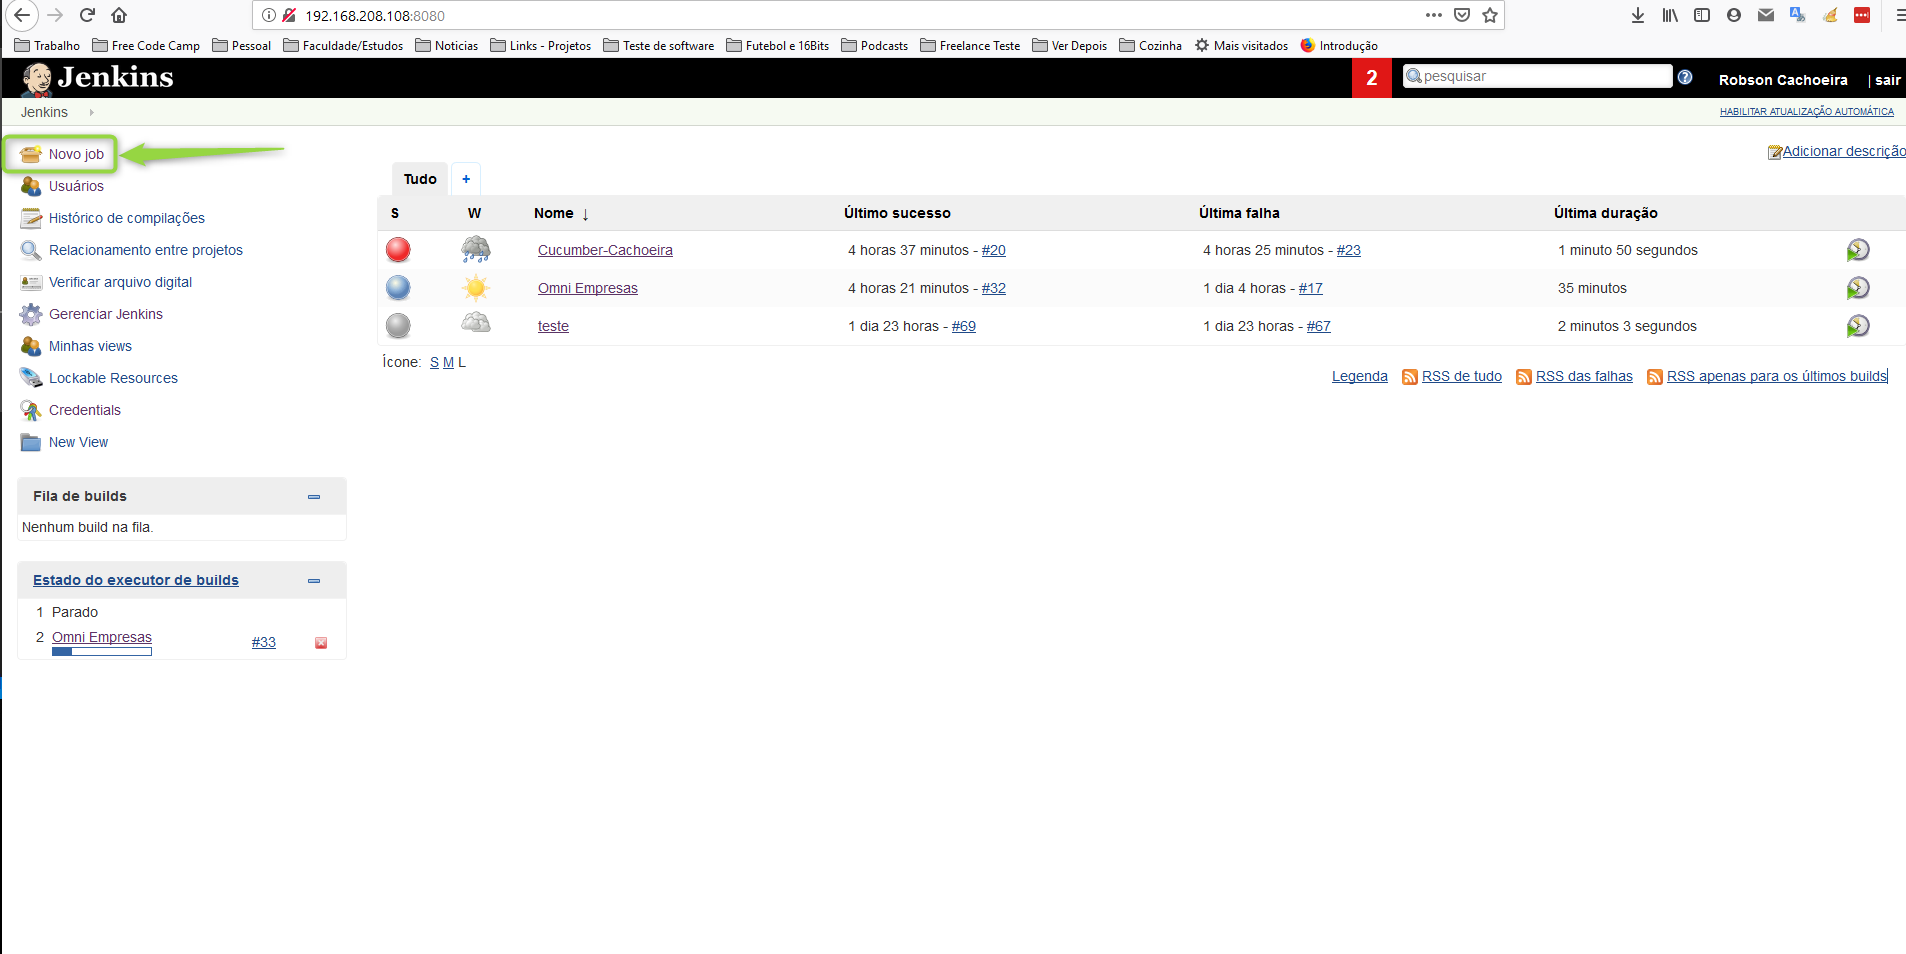 192.168.208.108:8080
Trabalho Free Code Camp Pessoal Faculdade/Estudos Noticias Links - Projetos Teste de software Futebol e 16Bits Podcasts Freelance Teste Ver Depois Cozinha Mais visitados Introdução
Jenkins 2 pesquisar Robson Cachoeira | sair
Jenkins HABILITAR ATUALIZAÇÃO AUTOMÁTICA
Novo job
Usuários
Histórico de compilações
Relacionamento entre projetos
Verificar arquivo digital
Gerenciar Jenkins
Minhas views
Lockable Resources
Credentials
New View
Fila de builds
Nenhum build na fila.
Estado do executor de builds
1 Parado
2 Omni Empresas #33
Adicionar descrição
Tudo +
S W Nome ↓ Último sucesso Última falha Última duração
Cucumber-Cachoeira 4 horas 37 minutos - #20 4 horas 25 minutos - #23 1 minuto 50 segundos
Omni Empresas 4 horas 21 minutos - #32 1 dia 4 horas - #17 35 minutos
teste 1 dia 23 horas - #69 1 dia 23 horas - #67 2 minutos 3 segundos
Ícone: S M L
Legenda RSS de tudo RSS das falhas RSS apenas para os últimos builds